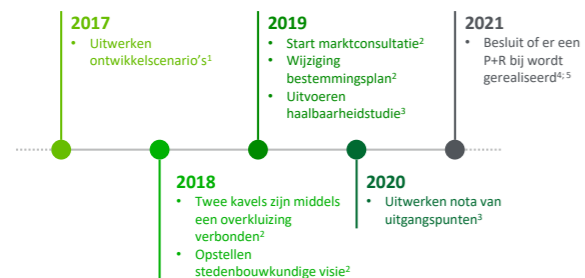 2017
• Uitwerken
ontwikkelscenario's¹
2019
• Start marktconsultatie²
• Wijziging
bestemmingsplan²
• Uitvoeren
haalbaarheidstudie³
2021
• Besluit of er een
P+R bij wordt
gerealiseerd⁴; ⁵
2018
• Twee kavels zijn middels
een overkluizing
verbonden²
• Opstellen
stedenbouwkundige visie²
2020
• Uitwerken nota van
uitgangspunten³